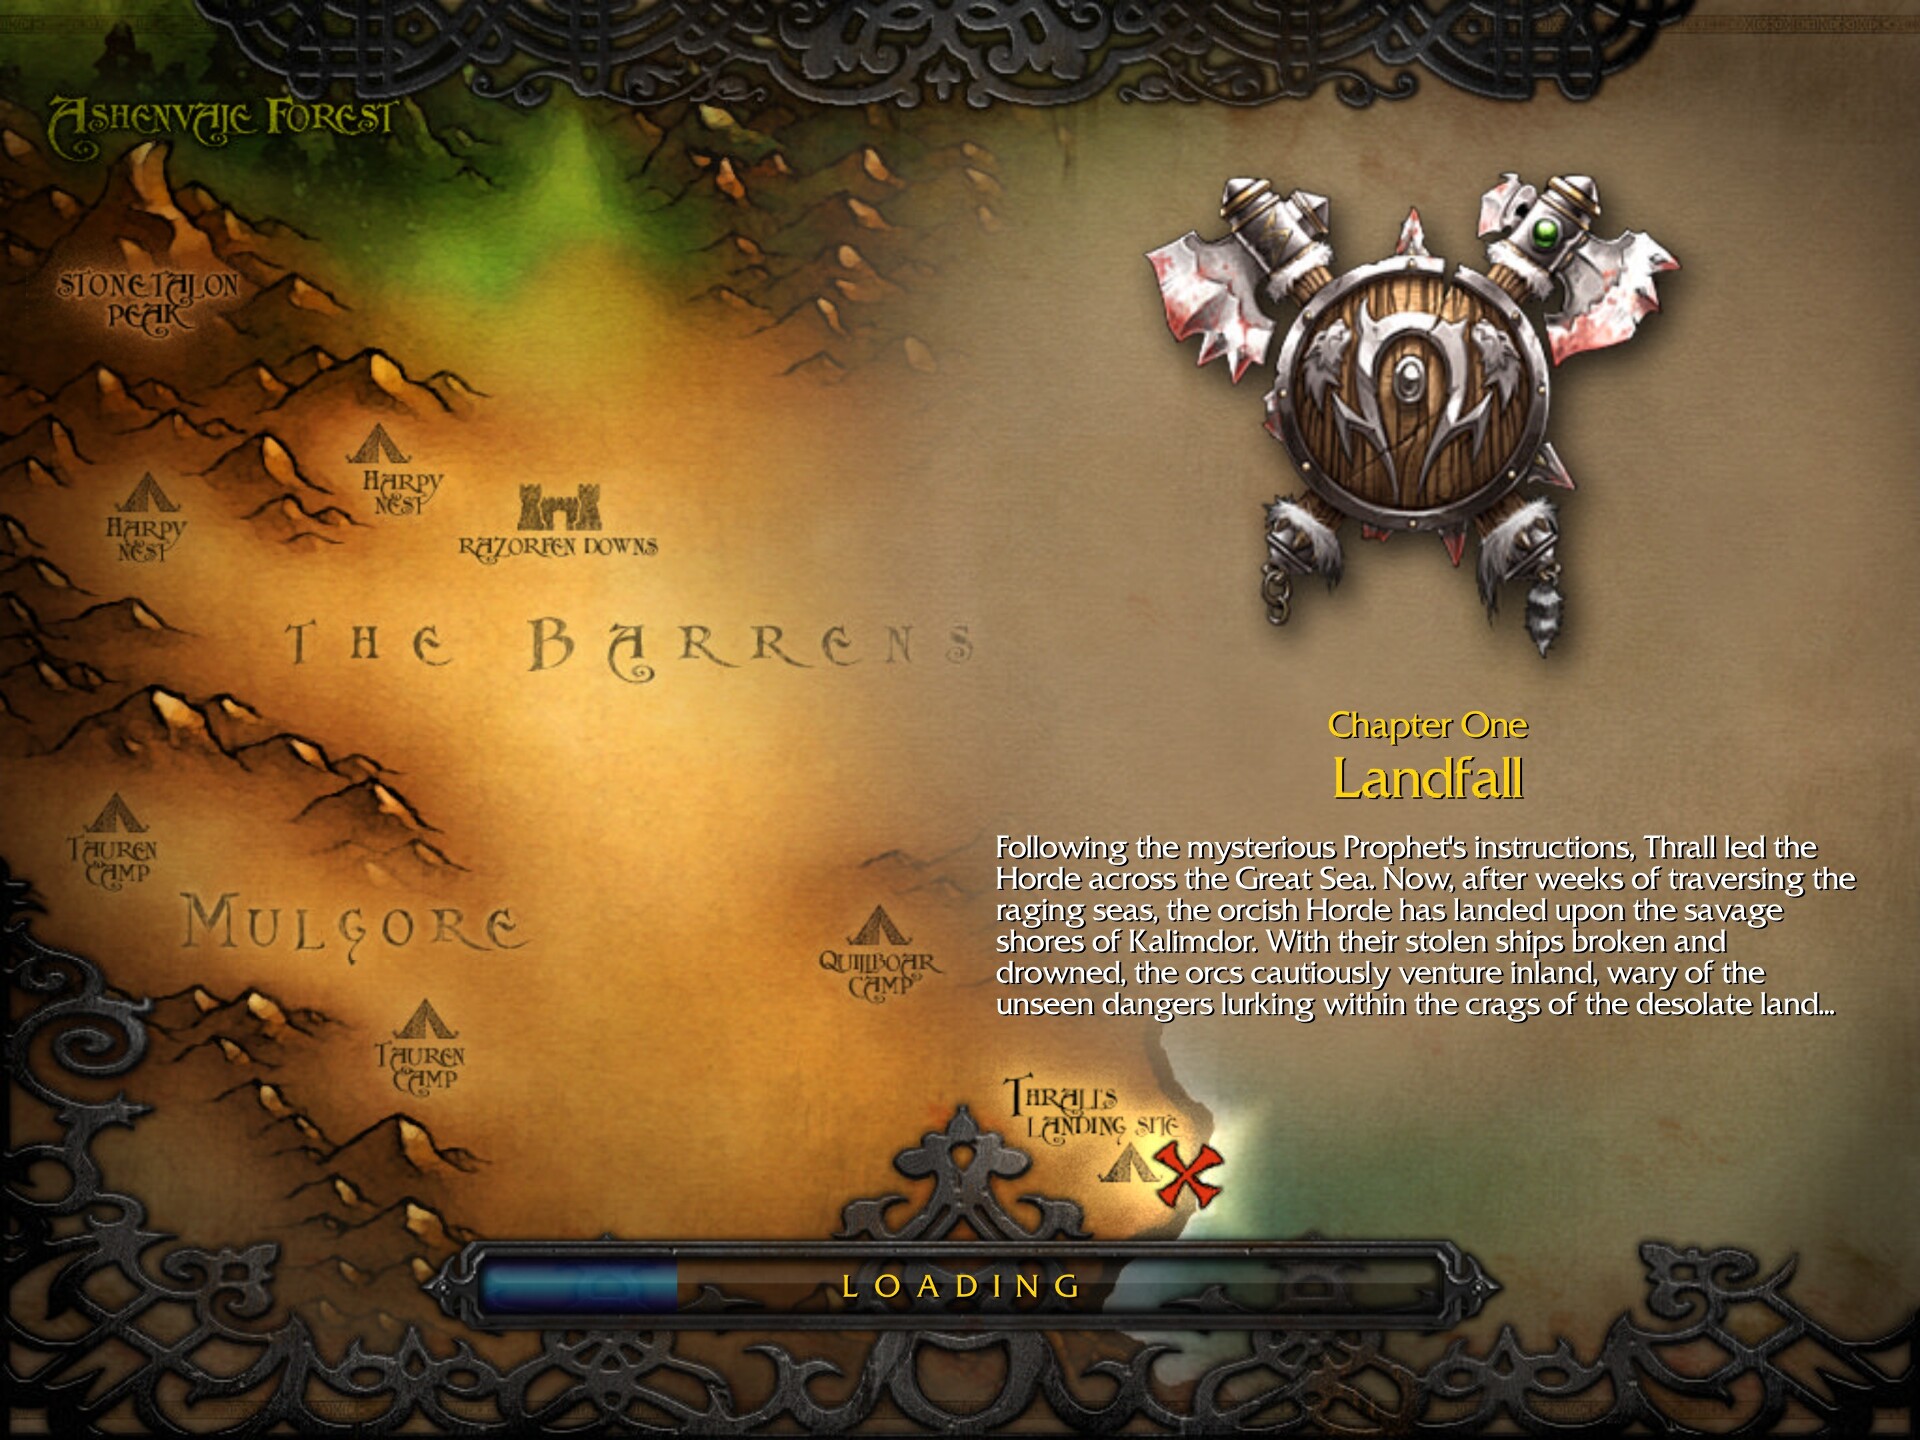 Ashenvale Forest
Stonetalon
Peak
Harpy
Nest
Harpy
Nest
Razorfen Downs
The Barrens
Chapter One
Landfall
Tauren
Camp
Mulgore
Quillboar
Camp
Tauren
Camp
Following the mysterious Prophet's instructions, Thrall led the
Horde across the Great Sea. Now, after weeks of traversing the
raging seas, the orcish Horde has landed upon the savage
shores of Kalimdor. With their stolen ships broken and
drowned, the orcs cautiously venture inland, wary of the
unseen dangers lurking within the crags of the desolate land...
Thrall's
Landing Site
LOADING